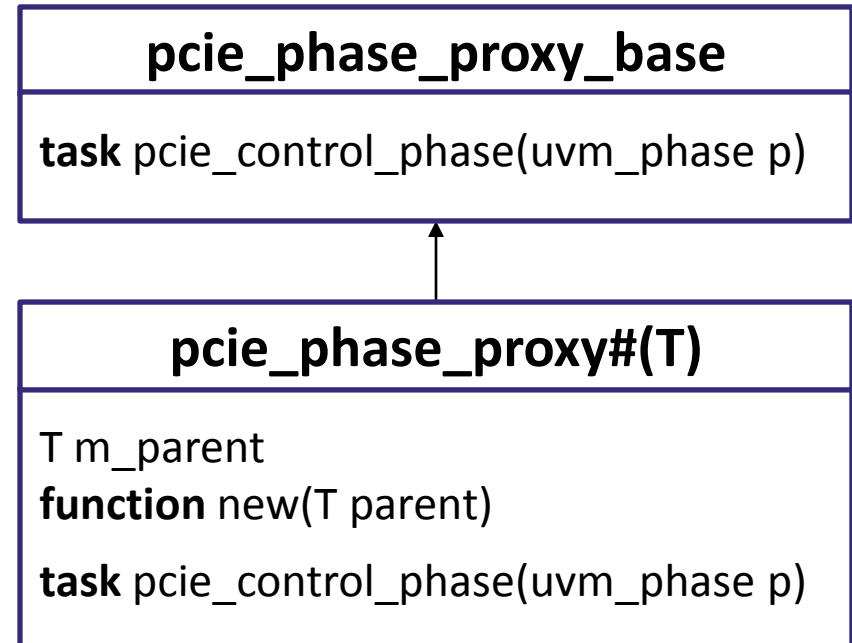 pcie_phase_proxy_base
task pcie_control_phase(uvm_phase p)
pcie_phase_proxy#(T)
T m_parent
function new(T parent)
task pcie_control_phase(uvm_phase p)